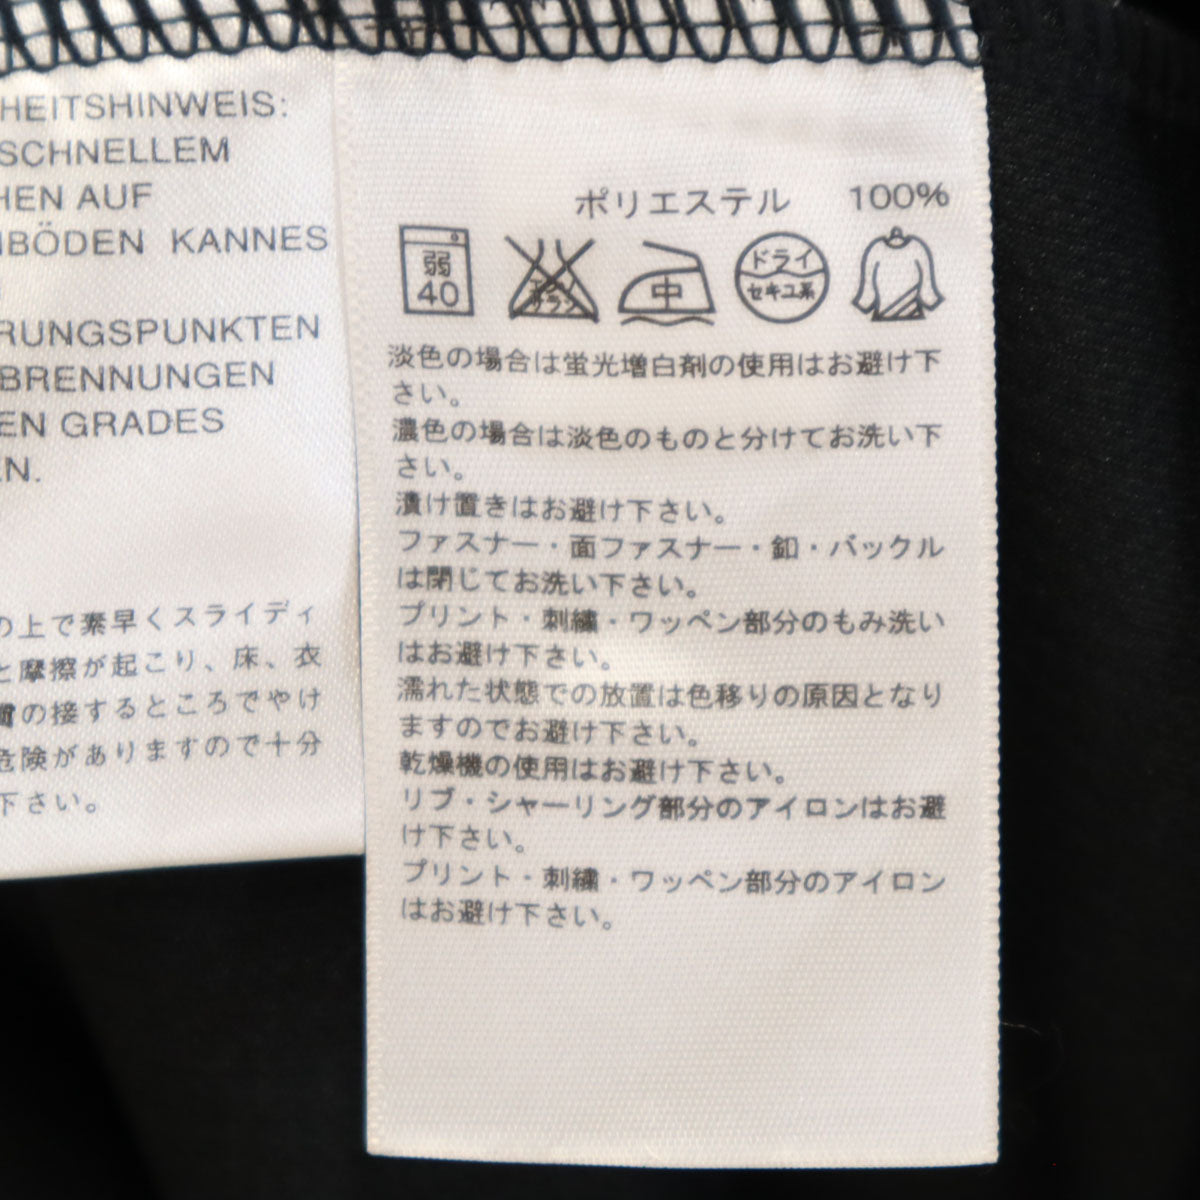 HEITSHINWEIS:
SCHNELLEM
HEN AUF
BÖDEN KANNES
RUNGSPUNKTEN
BRENNUNGEN
EN GRADES
EN.
の上で素早くスライディ
と摩擦が起こり、床、衣
の接するところでやけ
危険がありますので十分
下さい。
ポリエステル 100%
弱
40
エンソ
サラシ
中
ドライ
セキユ系
淡色の場合は蛍光増白剤の使用はお避け下
さい。
濃色の場合は淡色のものと分けてお洗い下
さい。
漬け置きはお避け下さい。
ファスナー・面ファスナー・釦・バックル
は閉じてお洗い下さい。
プリント・刺繍・ワッペン部分のもみ洗い
はお避け下さい。
濡れた状態での放置は色移りの原因となり
ますのでお避け下さい。
乾燥機の使用はお避け下さい。
リブ・シャーリング部分のアイロンはお避
け下さい。
プリント・刺繍・ワッペン部分のアイロン
はお避け下さい。